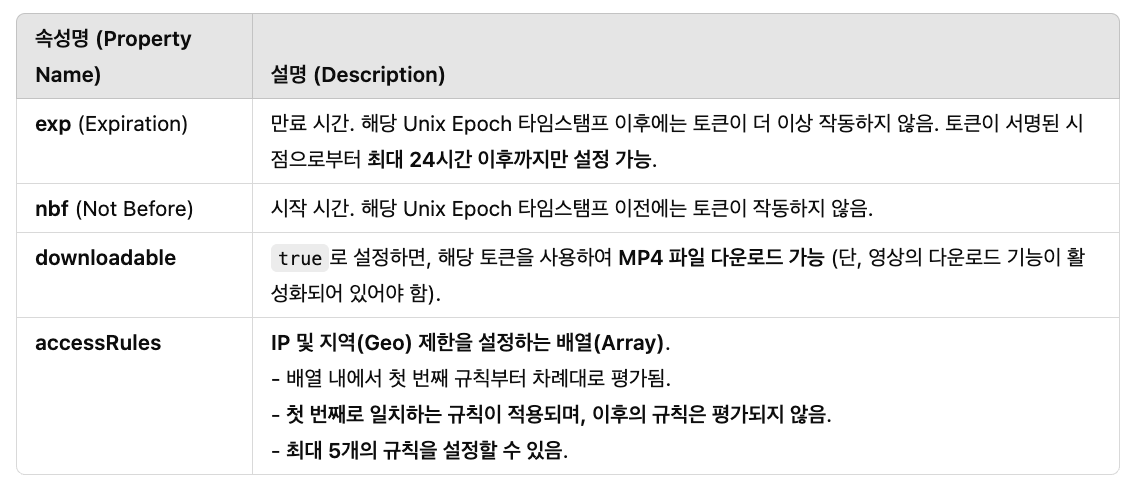 속성명 (Property
Name)
설명 (Description)
exp (Expiration)
만료 시간. 해당 Unix Epoch 타임스탬프 이후에는 토큰이 더 이상 작동하지 않음. 토큰이 서명된 시
점으로부터 최대 24시간 이후까지만 설정 가능.
nbf (Not Before)
시작 시간. 해당 Unix Epoch 타임스탬프 이전에는 토큰이 작동하지 않음.
downloadable
true로 설정하면, 해당 토큰을 사용하여 MP4 파일 다운로드 가능 (단, 영상의 다운로드 기능이 활
성화되어 있어야 함).
accessRules
IP 및 지역(Geo) 제한을 설정하는 배열(Array).
- 배열 내에서 첫 번째 규칙부터 차례대로 평가됨.
- 첫 번째로 일치하는 규칙이 적용되며, 이후의 규칙은 평가되지 않음.
- 최대 5개의 규칙을 설정할 수 있음.